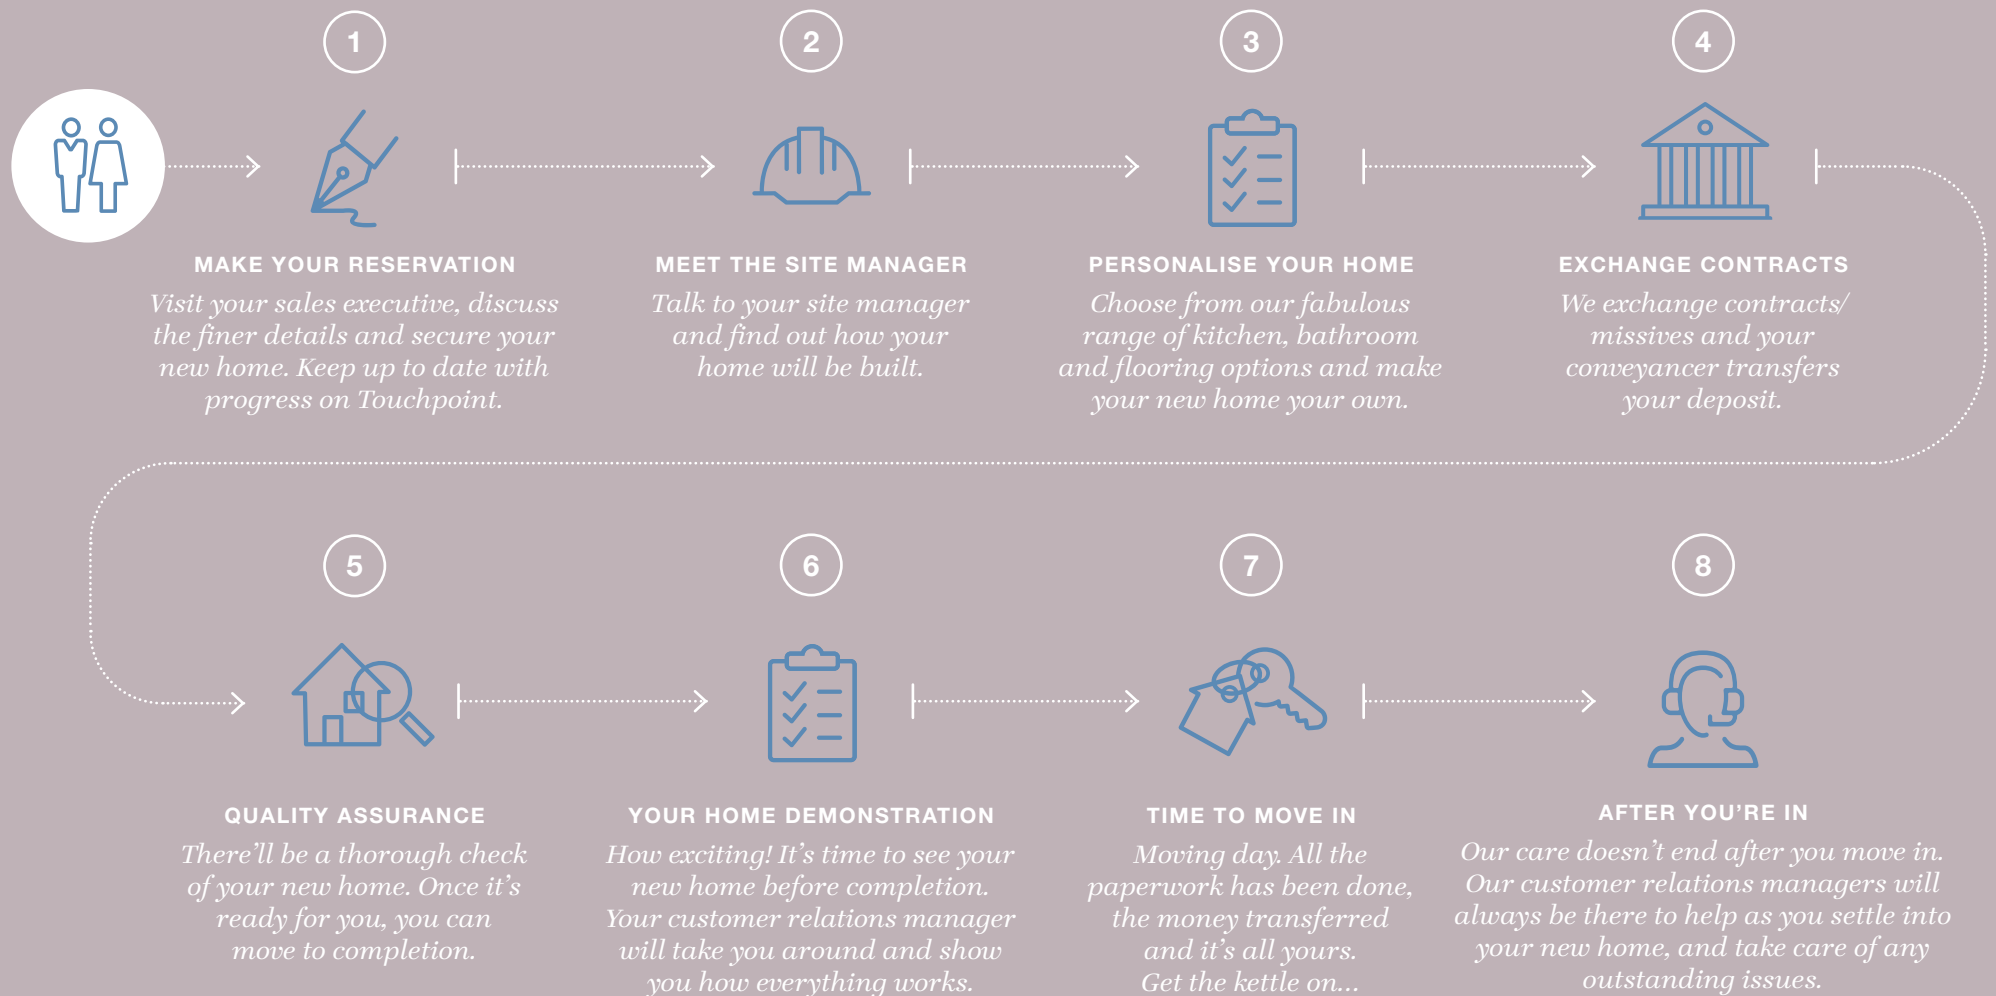 1
MAKE YOUR RESERVATION
Visit your sales executive, discuss
the finer details and secure your
new home. Keep up to date with
progress on Touchpoint.
2
MEET THE SITE MANAGER
Talk to your site manager
and find out how your
home will be built.
3
PERSONALISE YOUR HOME
Choose from our fabulous
range of kitchen, bathroom
and flooring options and make
your new home your own.
4
EXCHANGE CONTRACTS
We exchange contracts/
missives and your
conveyancer transfers
your deposit.
5
QUALITY ASSURANCE
There’ll be a thorough check
of your new home. Once it’s
ready for you, you can
move to completion.
6
YOUR HOME DEMONSTRATION
How exciting! It’s time to see your
new home before completion.
Your customer relations manager
will take you around and show
you how everything works.
7
TIME TO MOVE IN
Moving day. All the
paperwork has been done,
the money transferred
and it’s all yours.
Get the kettle on...
8
AFTER YOU’RE IN
Our care doesn’t end after you move in.
Our customer relations managers will
always be there to help as you settle into
your new home, and take care of any
outstanding issues.